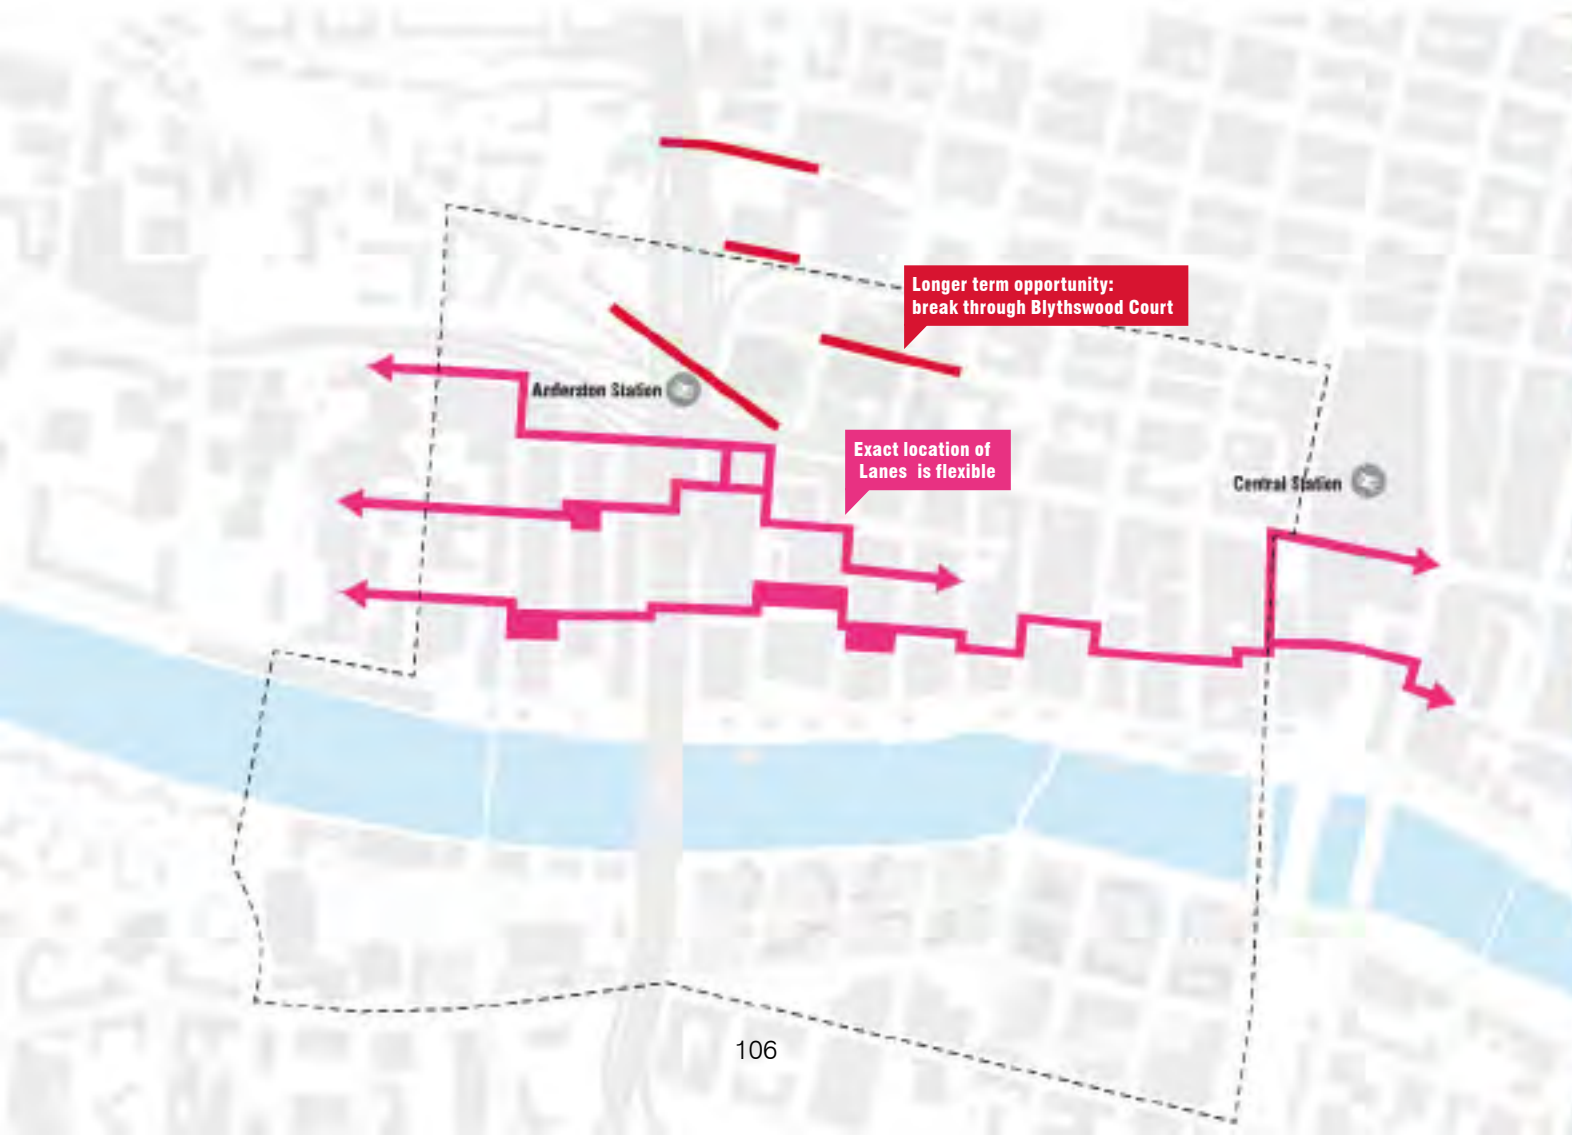 Longer term opportunity:
break through Blythswood Court
Anderston Station
Exact location of
Lanes is flexible
Central Station
106